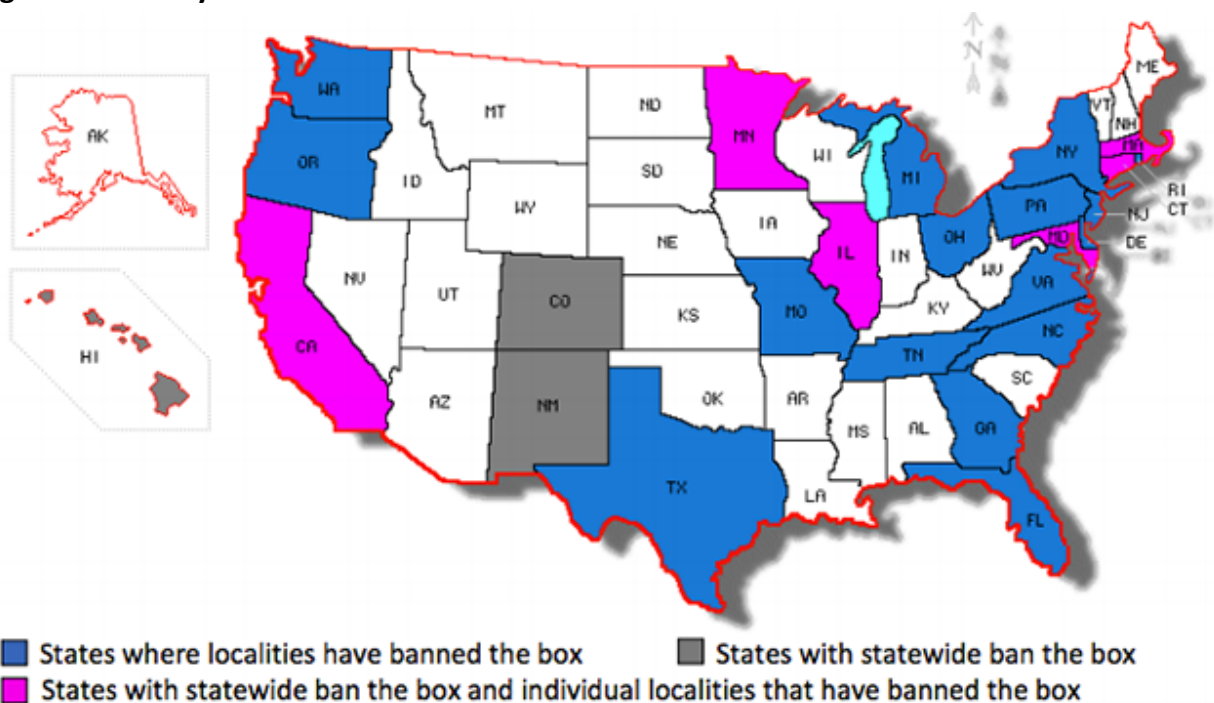 WA
MT
ND
MN
ME
VT
NH
AK
OR
ID
SD
WI
MI
NY
MA
WY
RI
IA
PA
CT
NJ
NE
OH
MD
DE
IL
IN
WV
NV
UT
CO
VA
HI
KS
MO
KY
CA
NC
TN
SC
AZ
NM
OK
AR
MS
AL
GA
TX
LA
FL
N
States where localities have banned the box
States with statewide ban the box
States with statewide ban the box and individual localities that have banned the box